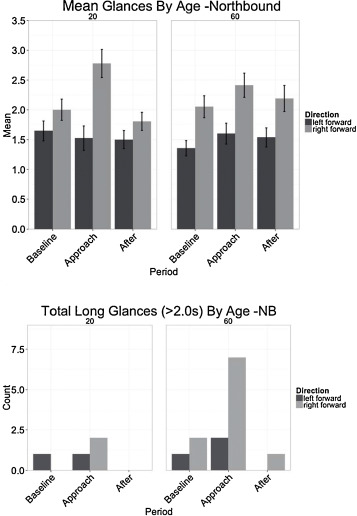 Mean Glances By Age -Northbound
20
60
3.5
3.0
2.5
2.0
1.5
1.0
0.5
0.0
Mean
Baseline
Approach
After
Baseline
Approach
After
Period
Direction
left forward
right forward
Total Long Glances (>2.0s) By Age -NB
20
60
7.5
5.0
2.5
0.0
Count
Baseline
Approach
After
Baseline
Approach
After
Period
Direction
left forward
right forward